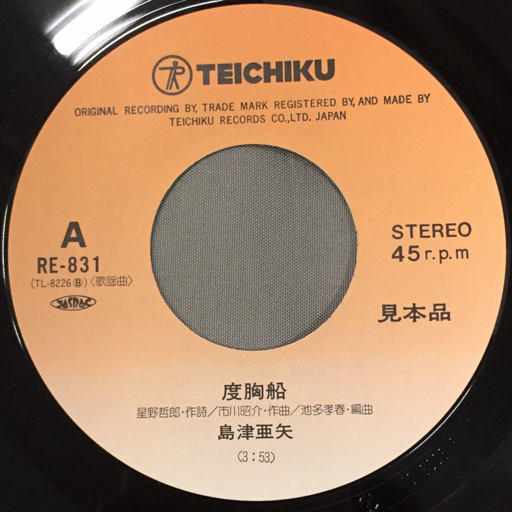 TEICHIKU
ORIGINAL RECORDING BY, TRADE MARK REGISTERED BY, AND MADE BY
TEICHIKU RECORDS CO.,LTD. JAPAN
A
RE-831
(TL-8226Ⓑ)〈歌謡曲〉
JASRAC
STEREO
45r.p.m
見本品
度胸船
星野哲郎・作詩/市川昭介・作曲/池多孝春・編曲
島津亜矢
(3:53)